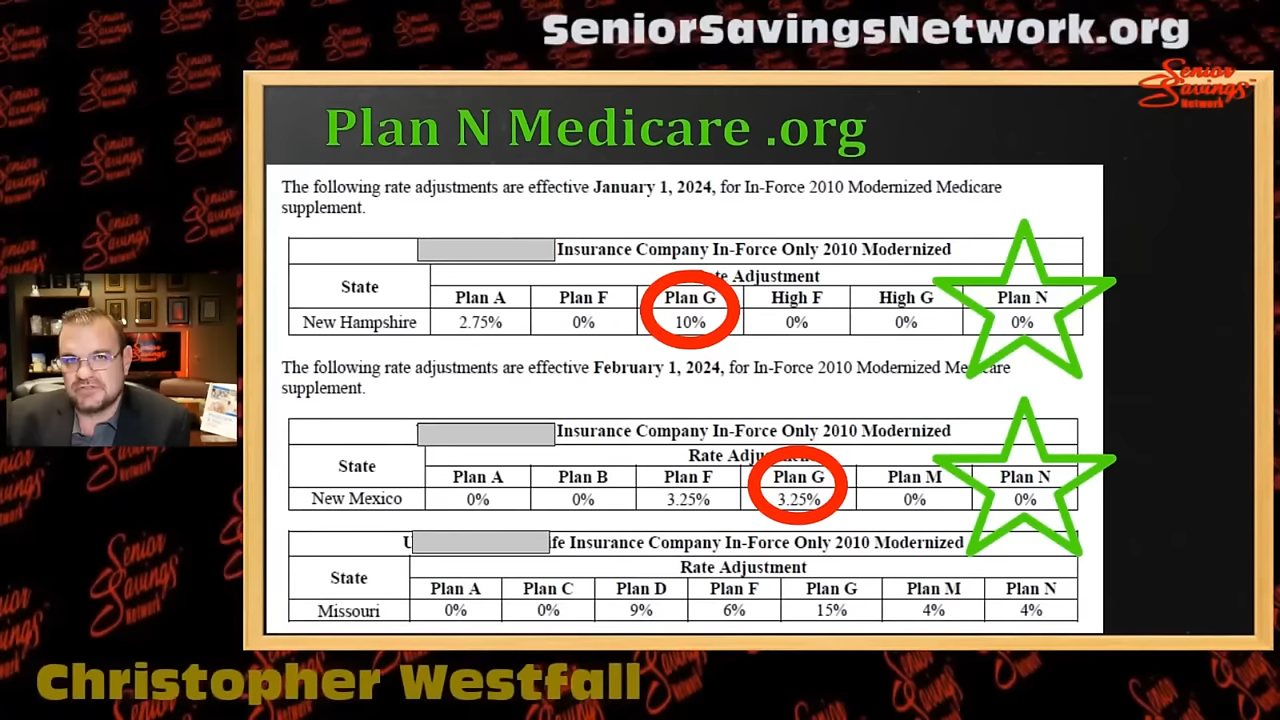 SeniorSavingsNetwork.org
Senior
Savings
Network
Plan N Medicare .org
The following rate adjustments are effective January 1, 2024, for In-Force 2010 Modernized Medicare
supplement.
Insurance Company In-Force Only 2010 Modernized
State
Rate Adjustment
Plan A Plan F Plan G High F High G Plan N
New Hampshire 2.75% 0% 10% 0% 0% 0%
The following rate adjustments are effective February 1, 2024, for In-Force 2010 Modernized Medicare
supplement.
Insurance Company In-Force Only 2010 Modernized
State
Rate Adjustment
Plan A Plan B Plan F Plan G Plan M Plan N
New Mexico 0% 0% 3.25% 3.25% 0% 0%
U fe Insurance Company In-Force Only 2010 Modernized
State
Rate Adjustment
Plan A Plan C Plan D Plan F Plan G Plan M Plan N
Missouri 0% 0% 9% 6% 15% 4% 4%
Christopher Westfall